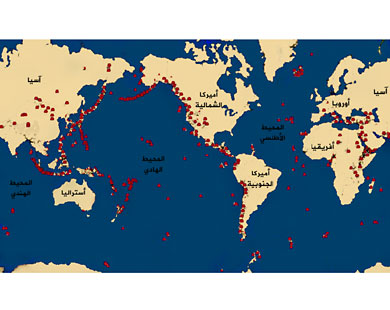 آسيا
أميركا
الشمالية
أوروبا
آسيا
المحيط
الأطلسي
أفريقيا
المحيط
الهادي
المحيط
الهندي
أستراليا
أميركا
الجنوبية